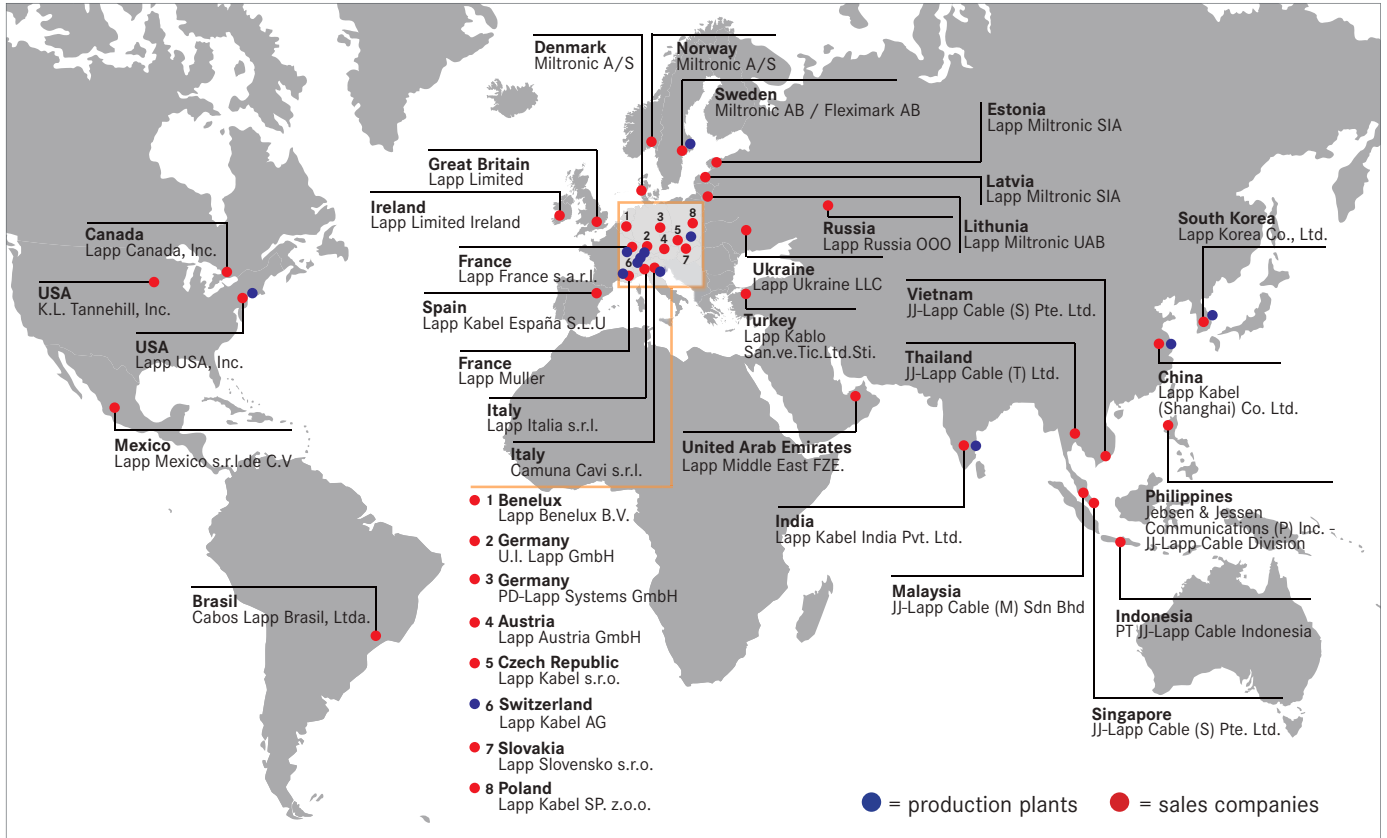 Denmark
Miltronic A/S
Norway
Miltronic A/S
Sweden
Miltronic AB / Fleximark AB
Estonia
Lapp Miltronic SIA
Great Britain
Lapp Limited
Latvia
Lapp Miltronic SIA
Ireland
Lapp Limited Ireland
Russia
Lapp Russia OOO
Lithunia
Lapp Miltronic UAB
South Korea
Lapp Korea Co., Ltd.
Canada
Lapp Canada, Inc.
France
Lapp France s.a.r.l.
Ukraine
Lapp Ukraine LLC
USA
K.L. Tannehill, Inc.
Spain
Lapp Kabel España S.L.U
Vietnam
JJ-Lapp Cable (S) Pte. Ltd.
Turkey
Lapp Kablo
San.ve.Tic.Ltd.Sti.
USA
Lapp USA, Inc.
France
Lapp Muller
Thailand
JJ-Lapp Cable (T) Ltd.
China
Lapp Kabel
(Shanghai) Co. Ltd.
Italy
Lapp Italia s.r.l.
Mexico
Lapp Mexico s.r.l.de C.V
Italy
Camuna Cavi s.r.l.
United Arab Emirates
Lapp Middle East FZE.
1
2
3
4
5
6
7
8
1 Benelux
Lapp Benelux B.V.
2 Germany
U.I. Lapp GmbH
3 Germany
PD-Lapp Systems GmbH
4 Austria
Lapp Austria GmbH
5 Czech Republic
Lapp Kabel s.r.o.
6 Switzerland
Lapp Kabel AG
7 Slovakia
Lapp Slovensko s.r.o.
8 Poland
Lapp Kabel SP. z.o.o.
India
Lapp Kabel India Pvt. Ltd.
Philippines
Jebsen & Jessen
Communications (P) Inc. -
JJ-Lapp Cable Division
Brasil
Cabos Lapp Brasil, Ltda.
Malaysia
JJ-Lapp Cable (M) Sdn Bhd
Indonesia
PT JJ-Lapp Cable Indonesia
Singapore
JJ-Lapp Cable (S) Pte. Ltd.
= production plants
= sales companies